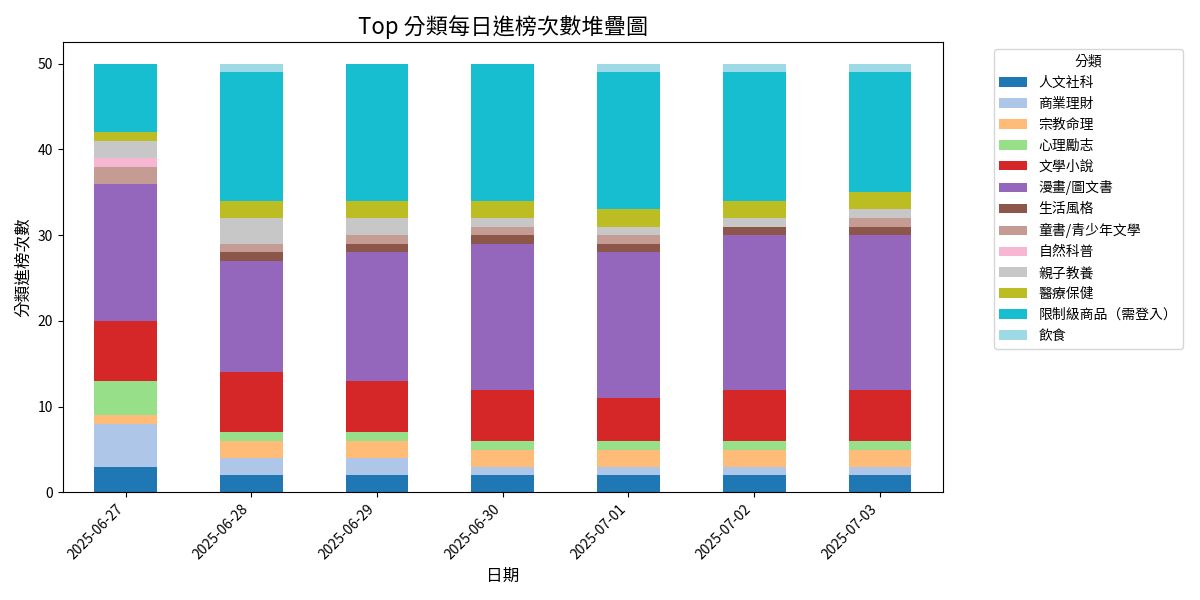 Top 分類每日進榜次數堆疊圖
分類進榜次數
50
40
30
20
10
0
2025-06-27
2025-06-28
2025-06-29
2025-06-30
2025-07-01
2025-07-02
2025-07-03
日期
分類
人文社科
商業理財
宗教命理
心理勵志
文學小說
漫畫/圖文書
生活風格
童書/青少年文學
自然科普
親子教養
醫療保健
限制級商品（需登入）
飲食